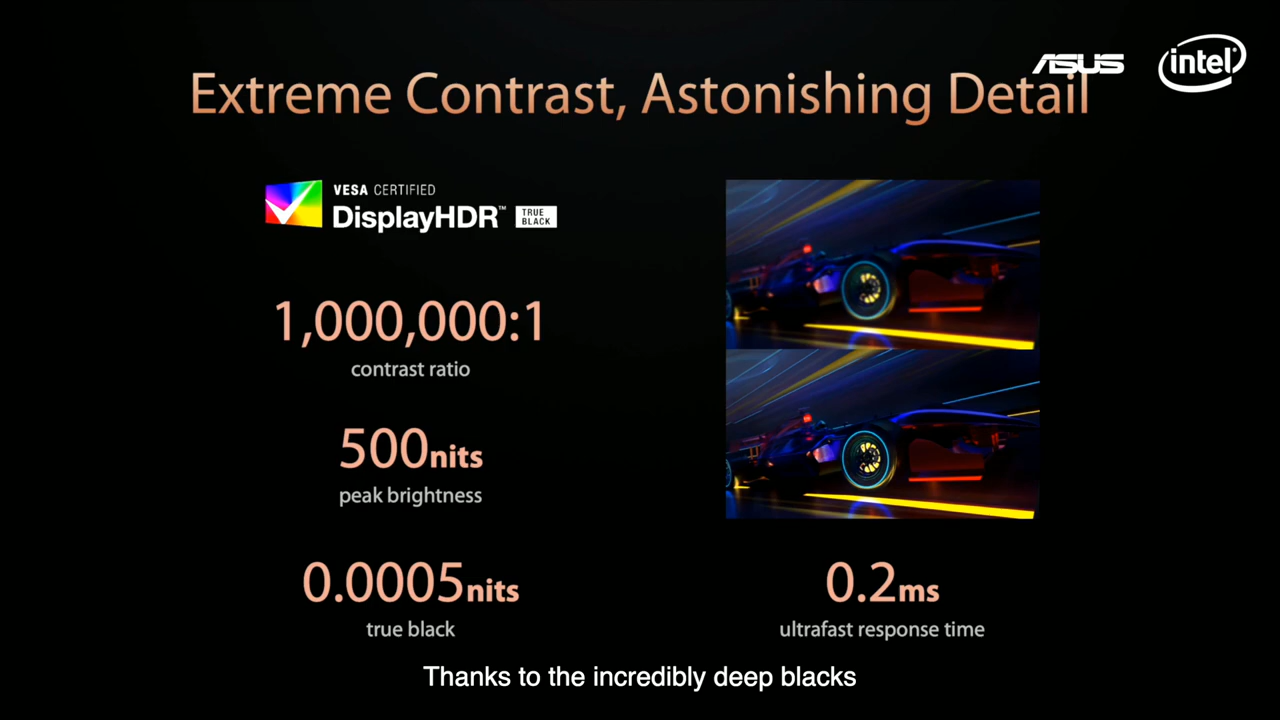 ASUS
intel
Extreme Contrast, Astonishing Detail
VESA CERTIFIED
DisplayHDR™ TRUE BLACK
1,000,000:1
contrast ratio
500nits
peak brightness
0.0005nits
true black
0.2ms
ultrafast response time
Thanks to the incredibly deep blacks